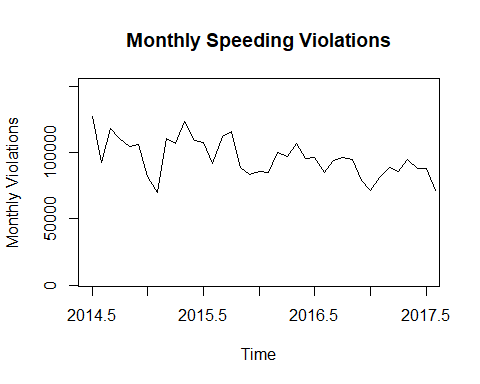 Monthly Speeding Violations
Monthly Violations
100000
50000
0
2014.5 2015.5 2016.5 2017.5
Time